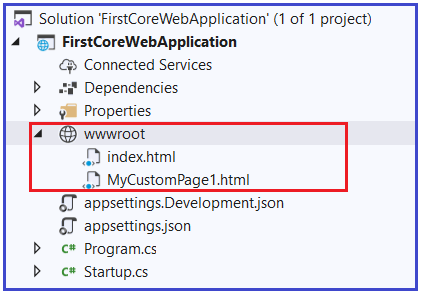 Solution 'FirstCoreWebApplication' (1 of 1 project)
FirstCoreWebApplication
Connected Services
Dependencies
Properties
wwwroot
index.html
MyCustomPage1.html
appsettings.Development.json
appsettings.json
C# Program.cs
C# Startup.cs